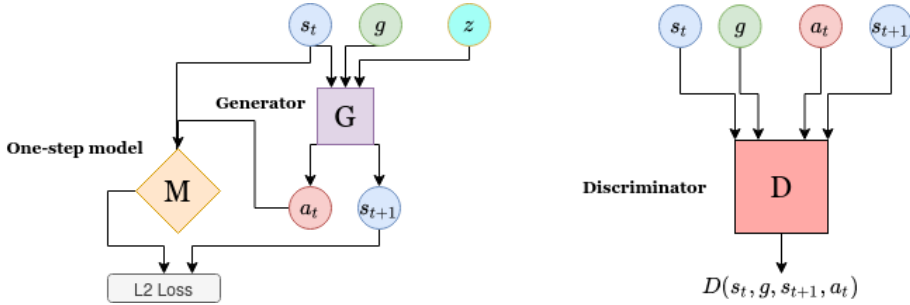 s_t g z
Generator
G
One-step model
M
a_t s_{t+1}
L2 Loss
s_t g a_t s_{t+1}
Discriminator
D
D(s_t, g, s_{t+1}, a_t)